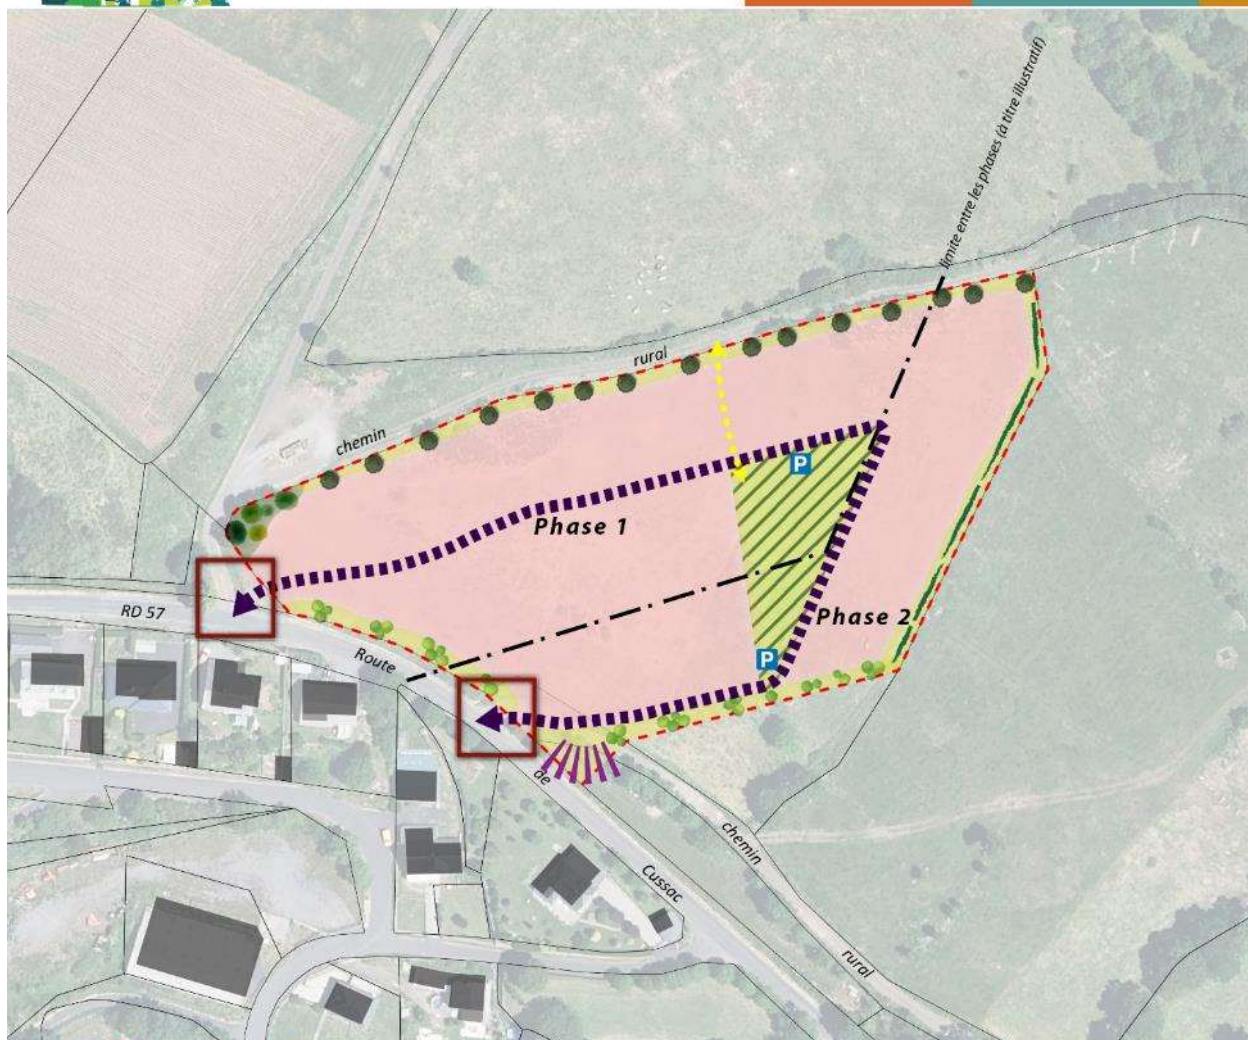 limite entre les phases (à titre illustratif)
rural
chemin
P
Phase 1
RD 57
Phase 2
Route
P
de
chemin
Cussac
rural